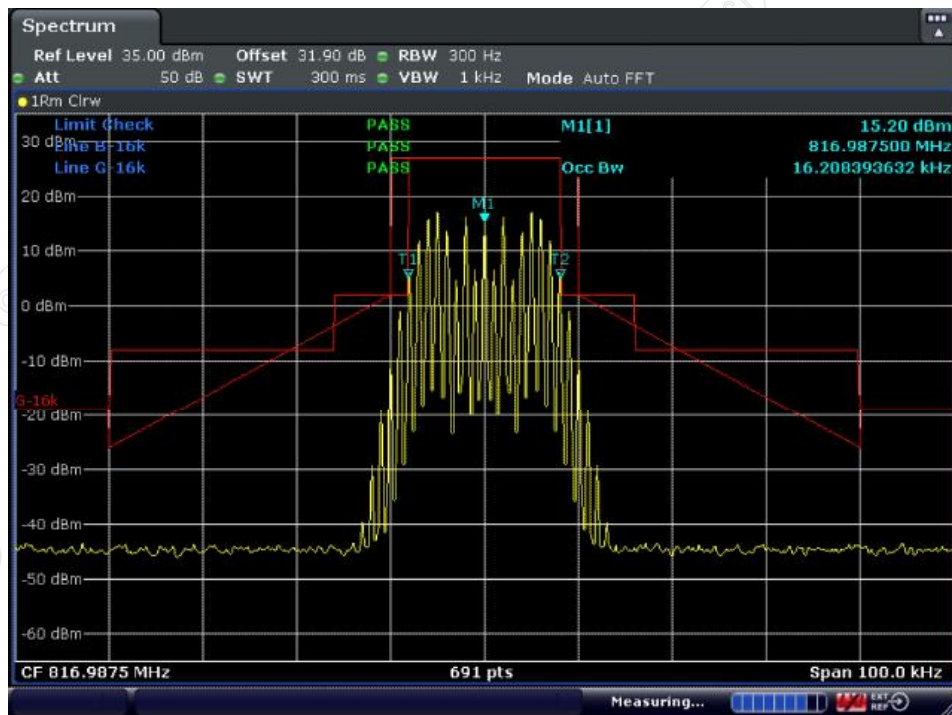 Spectrum
Ref Level 35.00 dBm Offset 31.90 dB RBW 300 Hz
Att 50 dB SWT 300 ms VBW 1 kHz Mode Auto FFT
1Rm Clrw
Limit Check PASS M1[1] 15.20 dBm
30 dBm Line B-16k PASS 816.987500 MHz
Line G-16k PASS Occ Bw 16.208393632 kHz
20 dBm
M1
10 dBm
T1 T2
0 dBm
-10 dBm
G-16k
-20 dBm
-30 dBm
-40 dBm
-50 dBm
-60 dBm
CF 816.9875 MHz 691 pts Span 100.0 kHz
Measuring... EXT REF